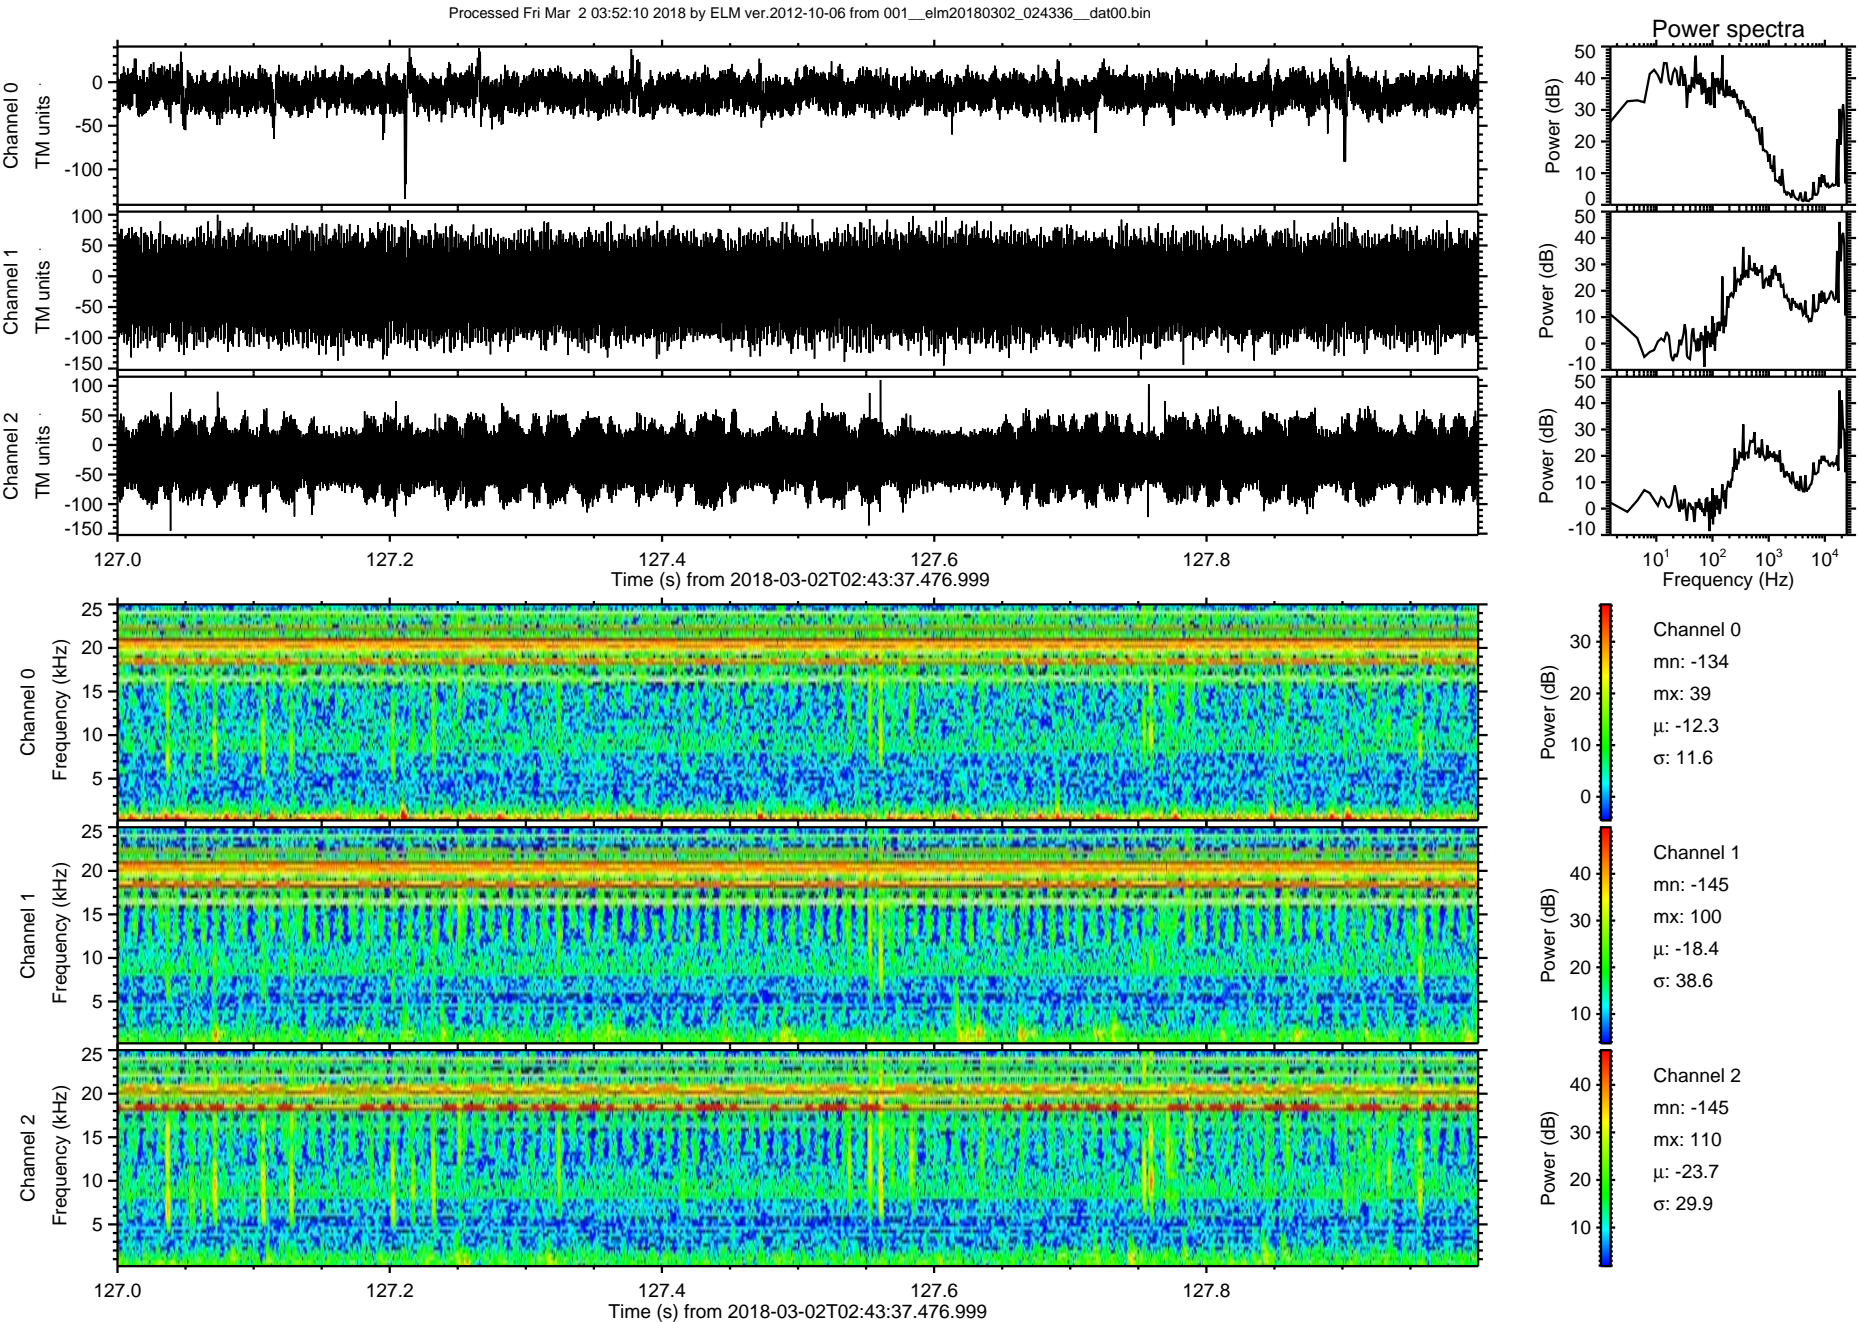 Processed Fri Mar  2 03:52:10 2018 by ELM ver.2012-10-06 from 001__elm20180302_024336__dat00.bin
Power spectra
Channel 0
TM units
0
-50
-100
Power (dB)
50
40
30
20
10
0
Channel 1
TM units
100
50
0
-50
-100
-150
Power (dB)
50
40
30
20
10
0
-10
Channel 2
TM units
100
50
0
-50
-100
-150
Power (dB)
50
40
30
20
10
0
-10
127.0 127.2 127.4 127.6 127.8
Time (s) from 2018-03-02T02:43:37.476.999
10¹ 10² 10³ 10⁴
Frequency (Hz)
Channel 0
Frequency (kHz)
25
20
15
10
5
Power (dB)
30
20
10
0
Channel 0
mn: -134
mx: 39
μ: -12.3
σ: 11.6
Channel 1
Frequency (kHz)
25
20
15
10
5
Power (dB)
40
30
20
10
Channel 1
mn: -145
mx: 100
μ: -18.4
σ: 38.6
Channel 2
Frequency (kHz)
25
20
15
10
5
Power (dB)
40
30
20
10
Channel 2
mn: -145
mx: 110
μ: -23.7
σ: 29.9
127.0 127.2 127.4 127.6 127.8
Time (s) from 2018-03-02T02:43:37.476.999